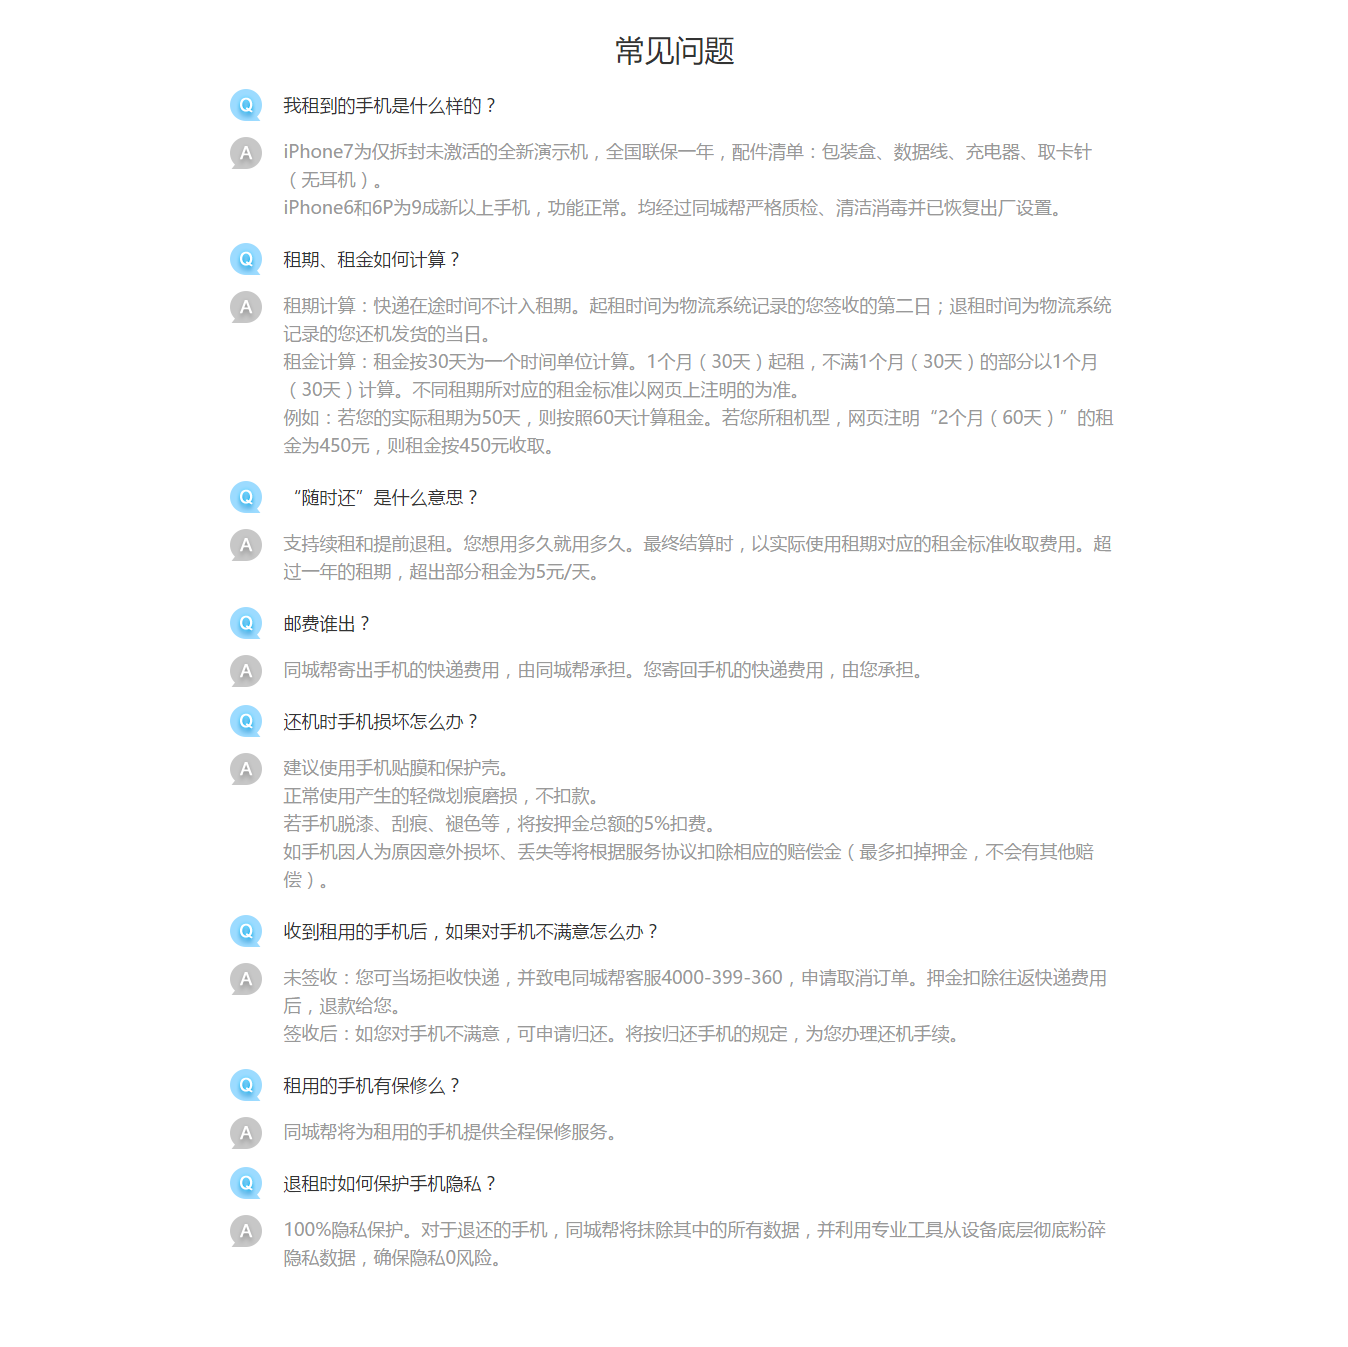 常见问题
Q 我租到的手机是什么样的？
A iPhone7为仅拆封未激活的全新演示机，全国联保一年，配件清单：包装盒、数据线、充电器、取卡针
（无耳机）。
iPhone6和6P为9成新以上手机，功能正常。均经过同城帮严格质检、清洁消毒并已恢复出厂设置。
Q 租期、租金如何计算？
A 租期计算：快递在途时间不计入租期。起租时间为物流系统记录的您签收的第二日；退租时间为物流系统
记录的您还机发货的当日。
租金计算：租金按30天为一个时间单位计算。1个月（30天）起租，不满1个月（30天）的部分以1个月
（30天）计算。不同租期所对应的租金标准以网页上注明的为准。
例如：若您的实际租期为50天，则按照60天计算租金。若您所租机型，网页注明“2个月（60天）”的租
金为450元，则租金按450元收取。
Q “随时还”是什么意思？
A 支持续租和提前退租。您想用多久就用多久。最终结算时，以实际使用租期对应的租金标准收取费用。超
过一年的租期，超出部分租金为5元/天。
Q 邮费谁出？
A 同城帮寄出手机的快递费用，由同城帮承担。您寄回手机的快递费用，由您承担。
Q 还机时手机损坏怎么办？
A 建议使用手机贴膜和保护壳。
正常使用产生的轻微划痕磨损，不扣款。
若手机脱漆、刮痕、褪色等，将按押金总额的5%扣费。
如手机因人为原因意外损坏、丢失等将根据服务协议扣除相应的赔偿金（最多扣掉押金，不会有其他赔
偿）。
Q 收到租用的手机后，如果对手机不满意怎么办？
A 未签收：您可当场拒收快递，并致电同城帮客服4000-399-360，申请取消订单。押金扣除往返快递费用
后，退款给您。
签收后：如您对手机不满意，可申请归还。将按归还手机的规定，为您办理还机手续。
Q 租用的手机有保修么？
A 同城帮将为租用的手机提供全程保修服务。
Q 退租时如何保护手机隐私？
A 100%隐私保护。对于退还的手机，同城帮将抹除其中的所有数据，并利用专业工具从设备底层彻底粉碎
隐私数据，确保隐私0风险。